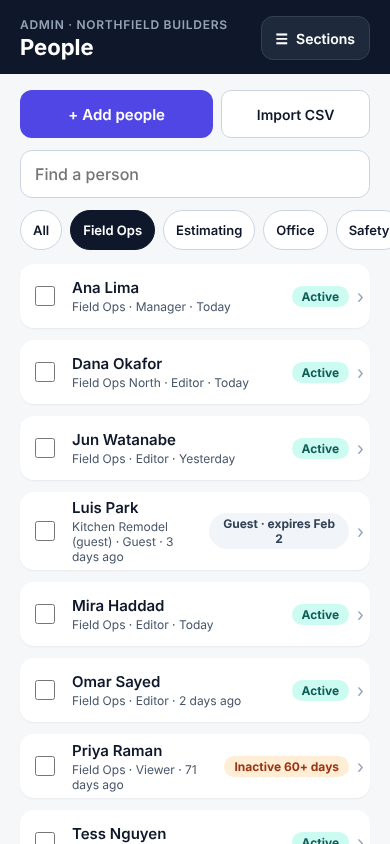 ADMIN · NORTHFIELD BUILDERS
People
☰ Sections
+ Add people
Import CSV
Find a person
All
Field Ops
Estimating
Office
Safety
Ana Lima
Field Ops · Manager · Today
Active
Dana Okafor
Field Ops North · Editor · Today
Active
Jun Watanabe
Field Ops · Editor · Yesterday
Active
Luis Park
Kitchen Remodel
(guest) · Guest · 3
days ago
Guest · expires Feb
2
Mira Haddad
Field Ops · Editor · Today
Active
Omar Sayed
Field Ops · Editor · 2 days ago
Active
Priya Raman
Field Ops · Viewer · 71
days ago
Inactive 60+ days
Tess Nguyen
Active